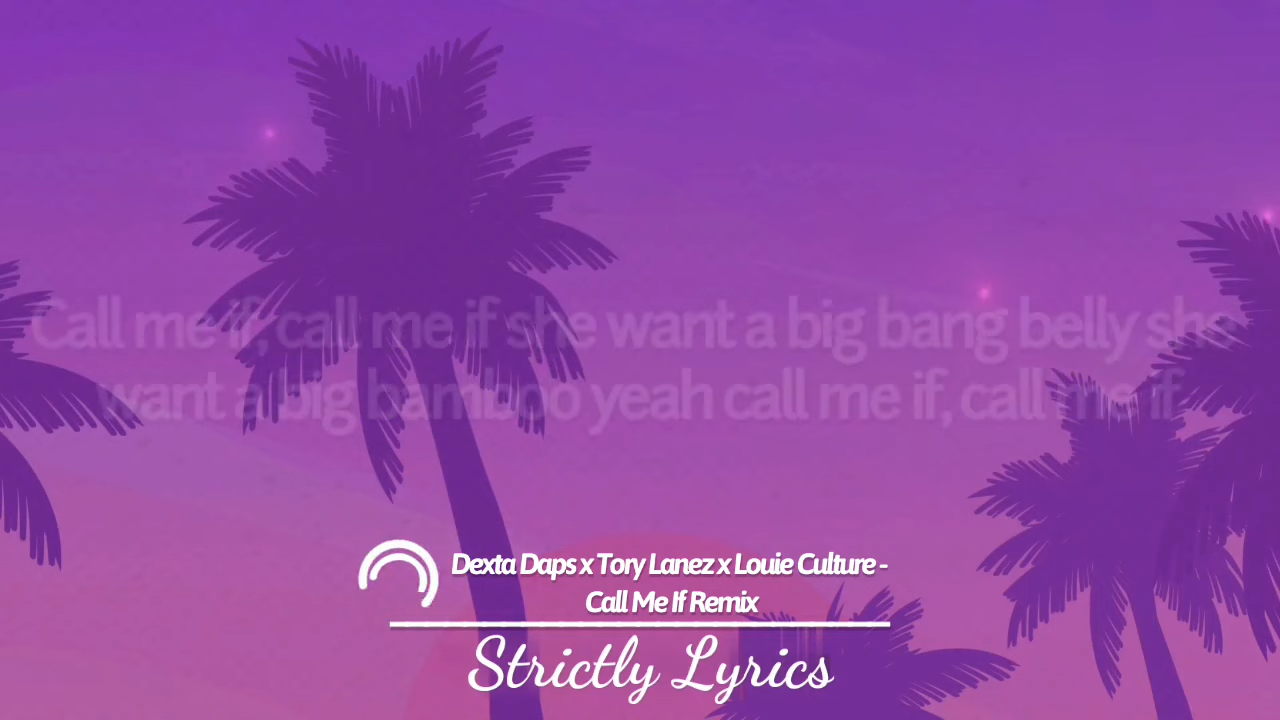 Call me if, call me if she want a big bang belly she
want a big bamboo yeah call me if, call me if
Dexta Daps x Tory Lanez x Louie Culture -
Call Me If Remix
Strictly Lyrics